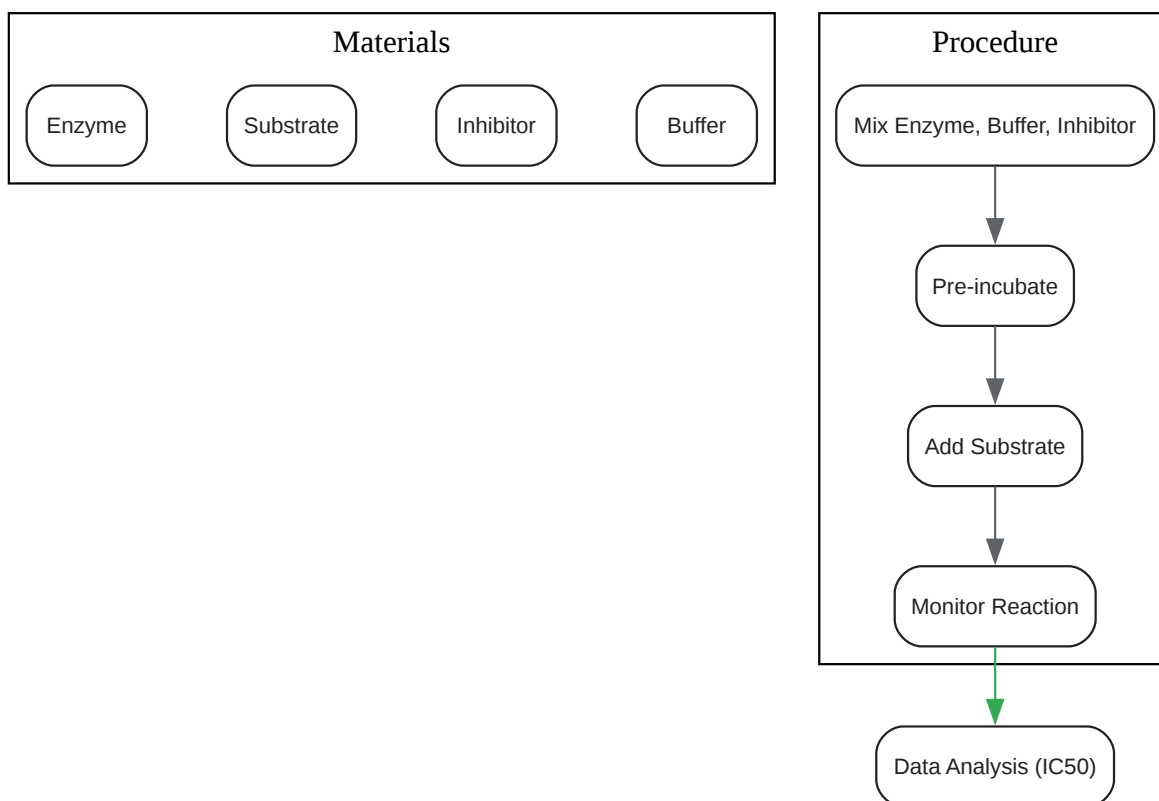 Materials
Enzyme
Substrate
Inhibitor
Buffer
Procedure
Mix Enzyme, Buffer, Inhibitor
Pre-incubate
Add Substrate
Monitor Reaction
Data Analysis (IC50)